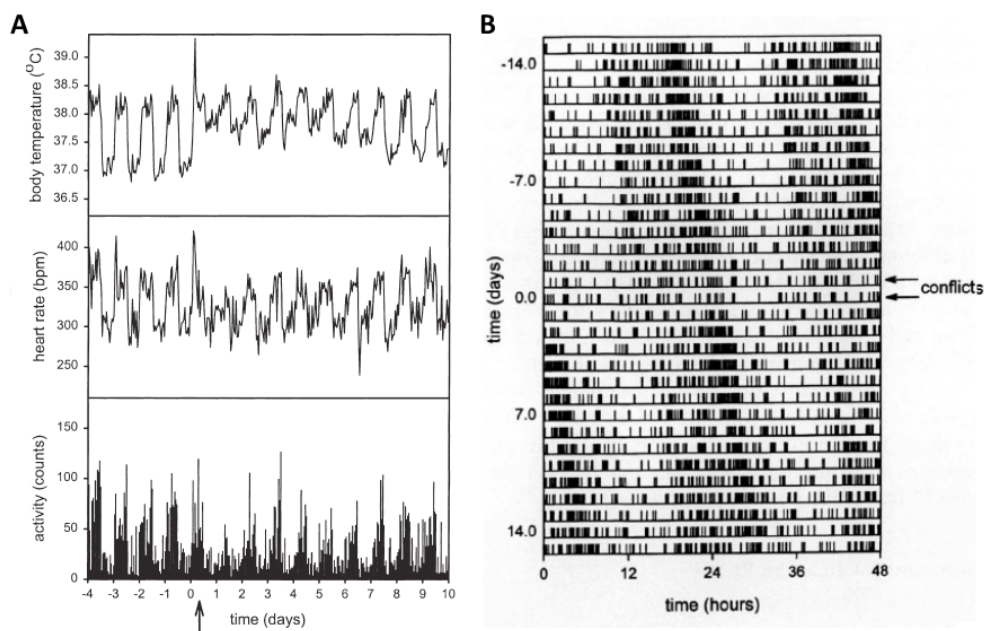 A
body temperature (°C)
39.0
38.5
38.0
37.5
37.0
36.5
heart rate (bpm)
400
350
300
250
activity (counts)
150
100
50
0
-4 -3 -2 -1 0 1 2 3 4 5 6 7 8 9 10
time (days)
B
time (days)
-14.0
-7.0
0.0
7.0
14.0
conflicts
0 12 24 36 48
time (hours)